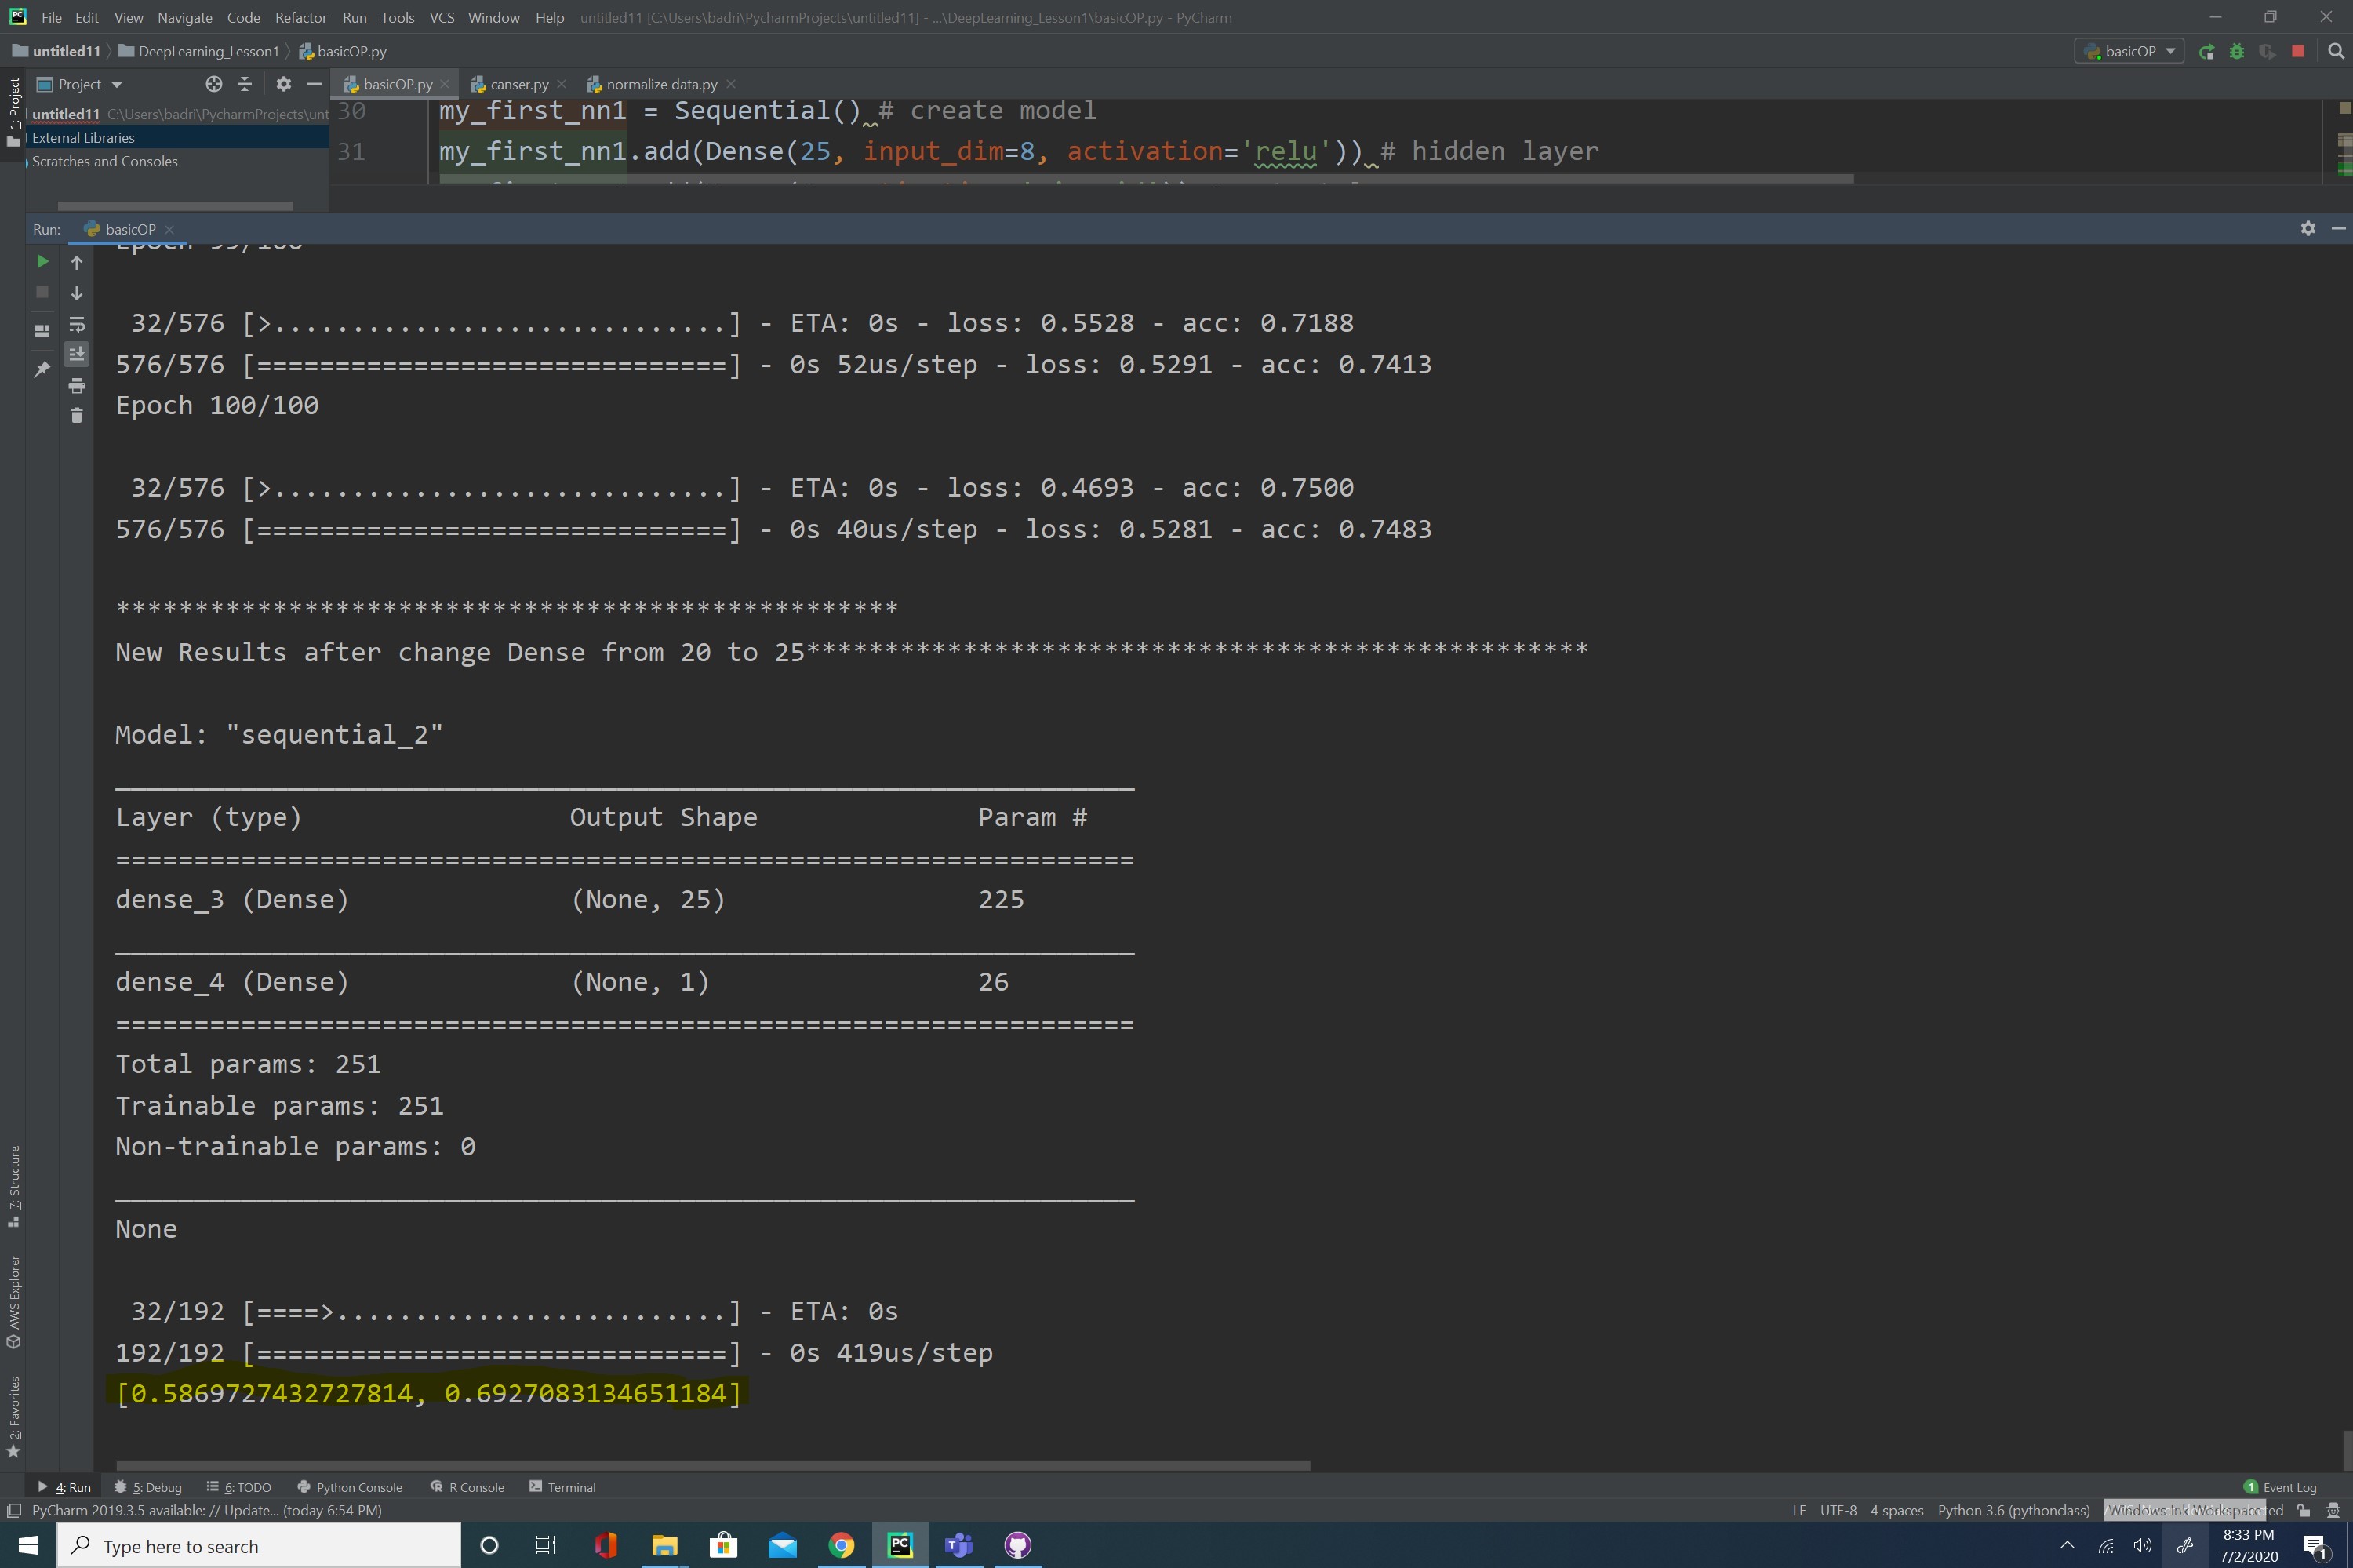 File Edit View Navigate Code Refactor Run Tools VCS Window Help untitled11 [C:\Users\badri\PycharmProjects\untitled11] - ...\DeepLearning_Lesson1\basicOP.py - PyCharm
untitled11 DeepLearning_Lesson1 basicOP.py basicOP
Project basicOP.py canser.py normalize data.py
1: Project
untitled11 C:\Users\badri\PycharmProjects\unt
External Libraries
Scratches and Consoles
30 my_first_nn1 = Sequential() # create model
31 my_first_nn1.add(Dense(25, input_dim=8, activation='relu')) # hidden layer
Run: basicOP
Epoch 99/100
32/576 [>.............................] - ETA: 0s - loss: 0.5528 - acc: 0.7188
576/576 [==============================] - 0s 52us/step - loss: 0.5291 - acc: 0.7413
Epoch 100/100
32/576 [>.............................] - ETA: 0s - loss: 0.4693 - acc: 0.7500
576/576 [==============================] - 0s 40us/step - loss: 0.5281 - acc: 0.7483
**************************************************
New Results after change Dense from 20 to 25**************************************************
Model: "sequential_2"
_________________________________________________________________
Layer (type) Output Shape Param #
=================================================================
dense_3 (Dense) (None, 25) 225
_________________________________________________________________
dense_4 (Dense) (None, 1) 26
=================================================================
Total params: 251
Trainable params: 251
Non-trainable params: 0
_________________________________________________________________
None
32/192 [====>.........................] - ETA: 0s
192/192 [==============================] - 0s 419us/step
[0.5869727432727814, 0.6927083134651184]
7: Structure
AWS Explorer
2: Favorites
4: Run 5: Debug 6: TODO Python Console R Console Terminal 1 Event Log
PyCharm 2019.3.5 available: // Update... (today 6:54 PM) LF UTF-8 4 spaces Python 3.6 (pythonclass) Windows Ink Workspace
Type here to search
8:33 PM
7/2/2020
1